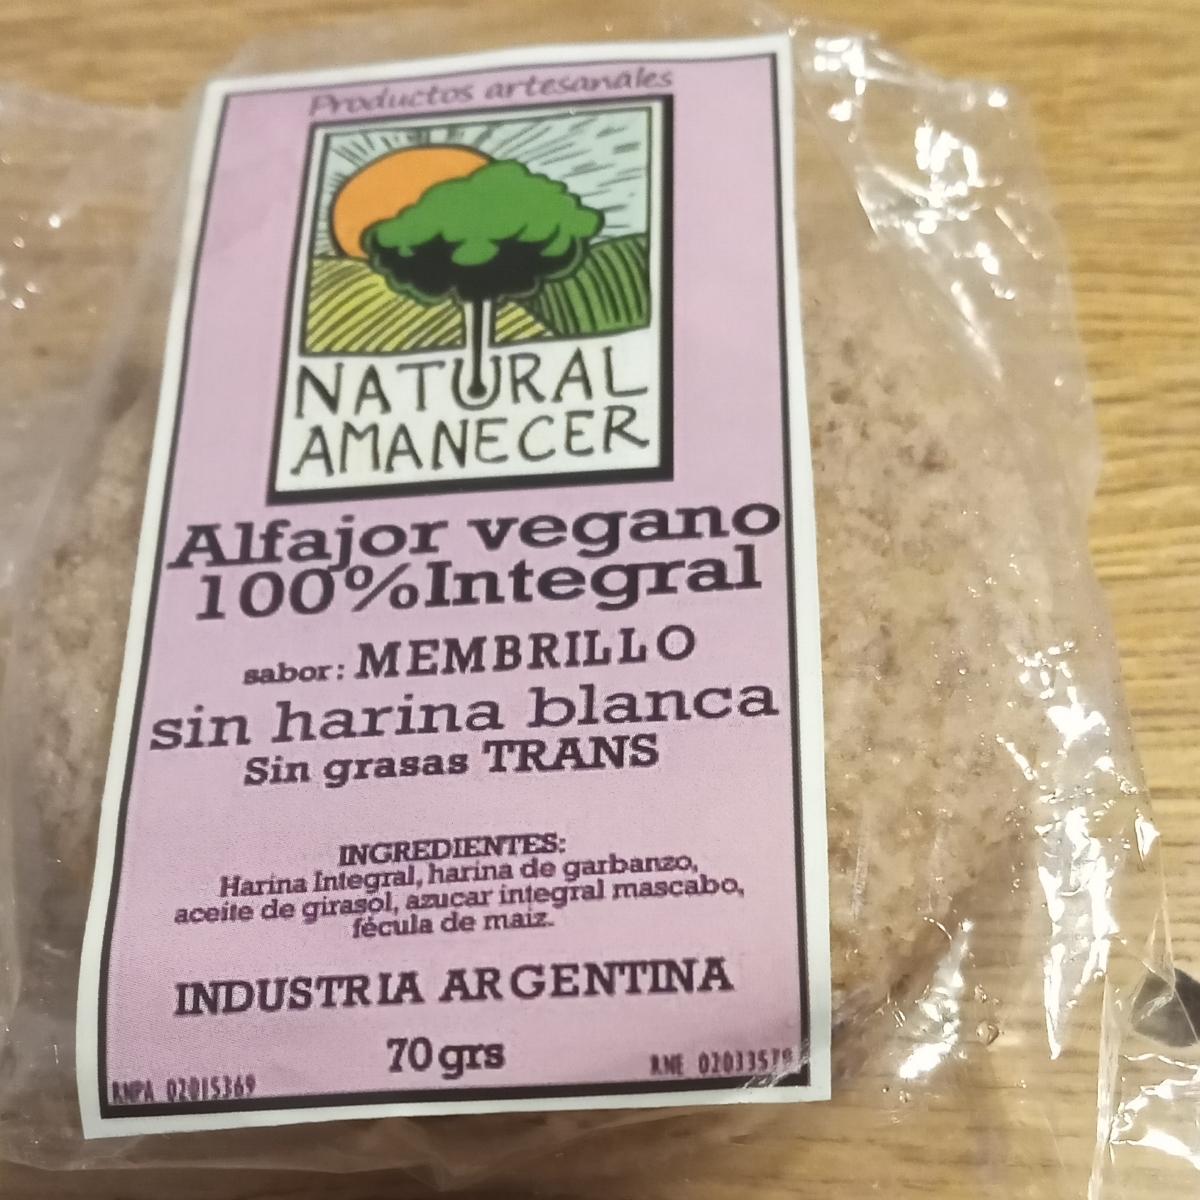 Productos artesanales
NATURAL
AMANECER
Alfajor vegano
100%Integral
sabor: MEMBRILLO
sin harina blanca
Sin grasas TRANS
INGREDIENTES:
Harina Integral, harina de garbanzo,
aceite de girasol, azucar integral mascabo,
fécula de maiz.
INDUSTRIA ARGENTINA
70 grs
RNPA 02015369
RNE